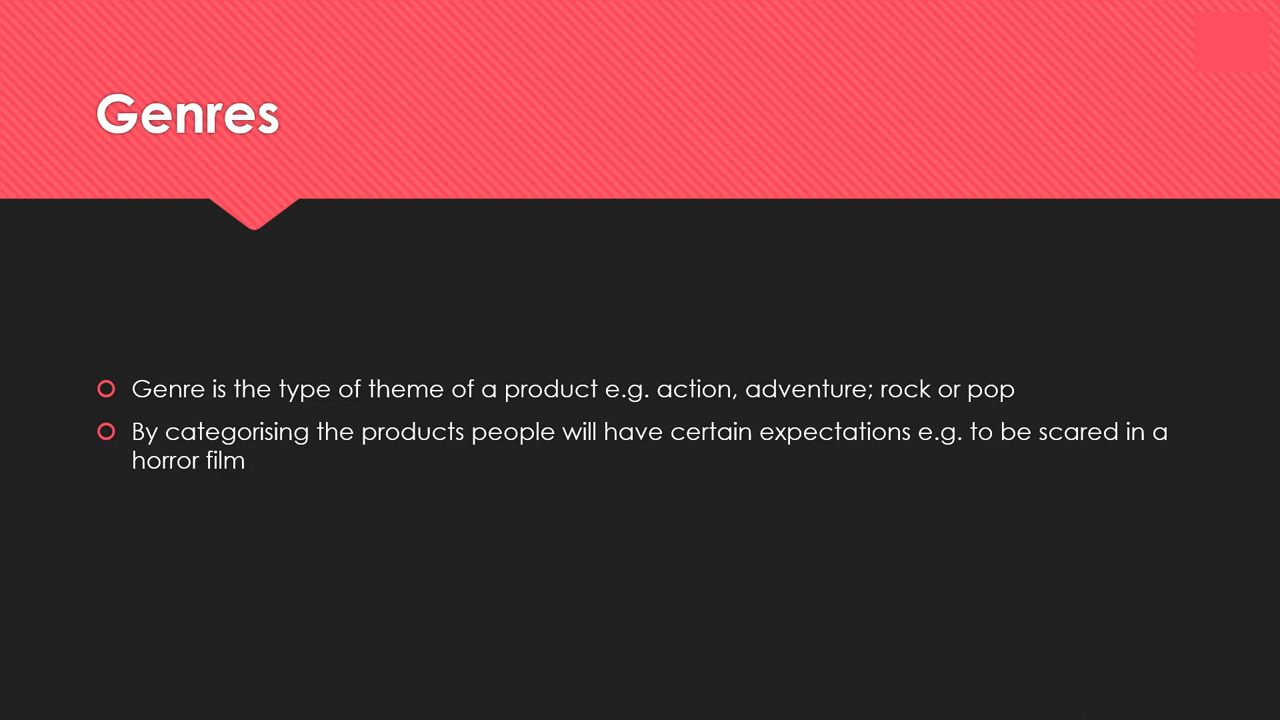 Genres
Genre is the type of theme of a product e.g. action, adventure; rock or pop
By categorising the products people will have certain expectations e.g. to be scared in a
horror film